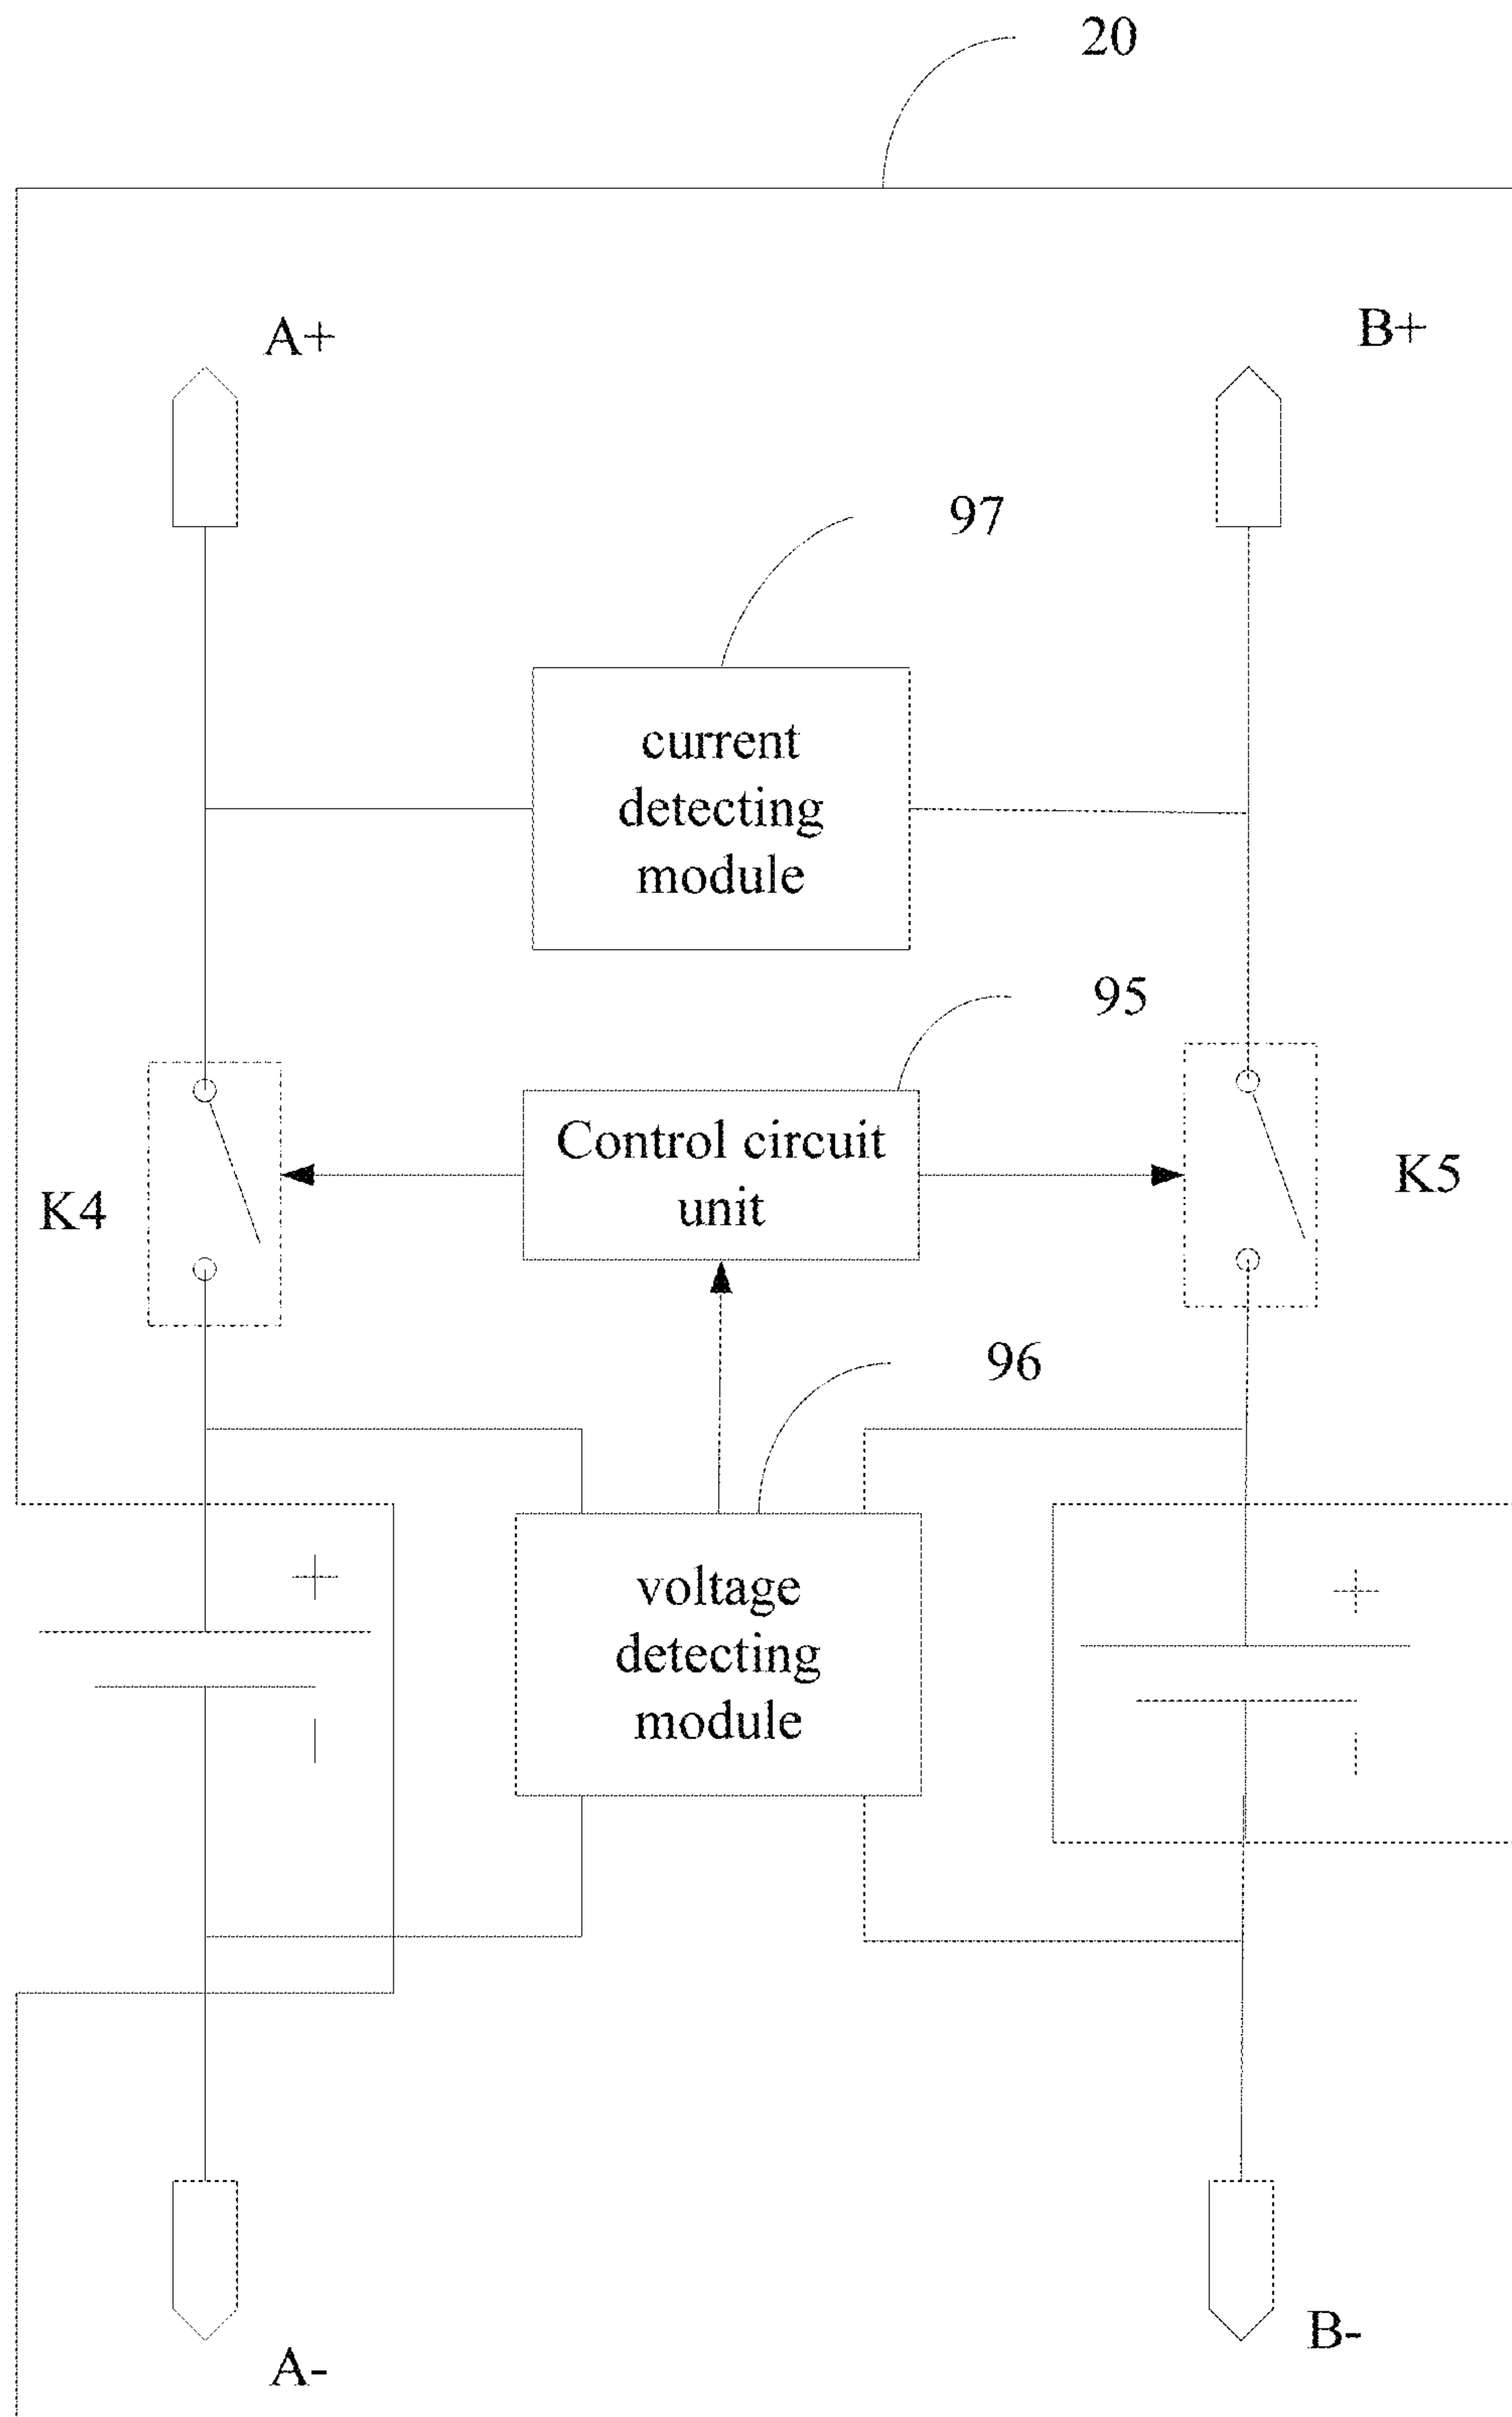 20
A+
B+
97
current
detecting
module
95
Control circuit
unit
K4
K5
96
+
voltage
detecting
module
+
A-
B-